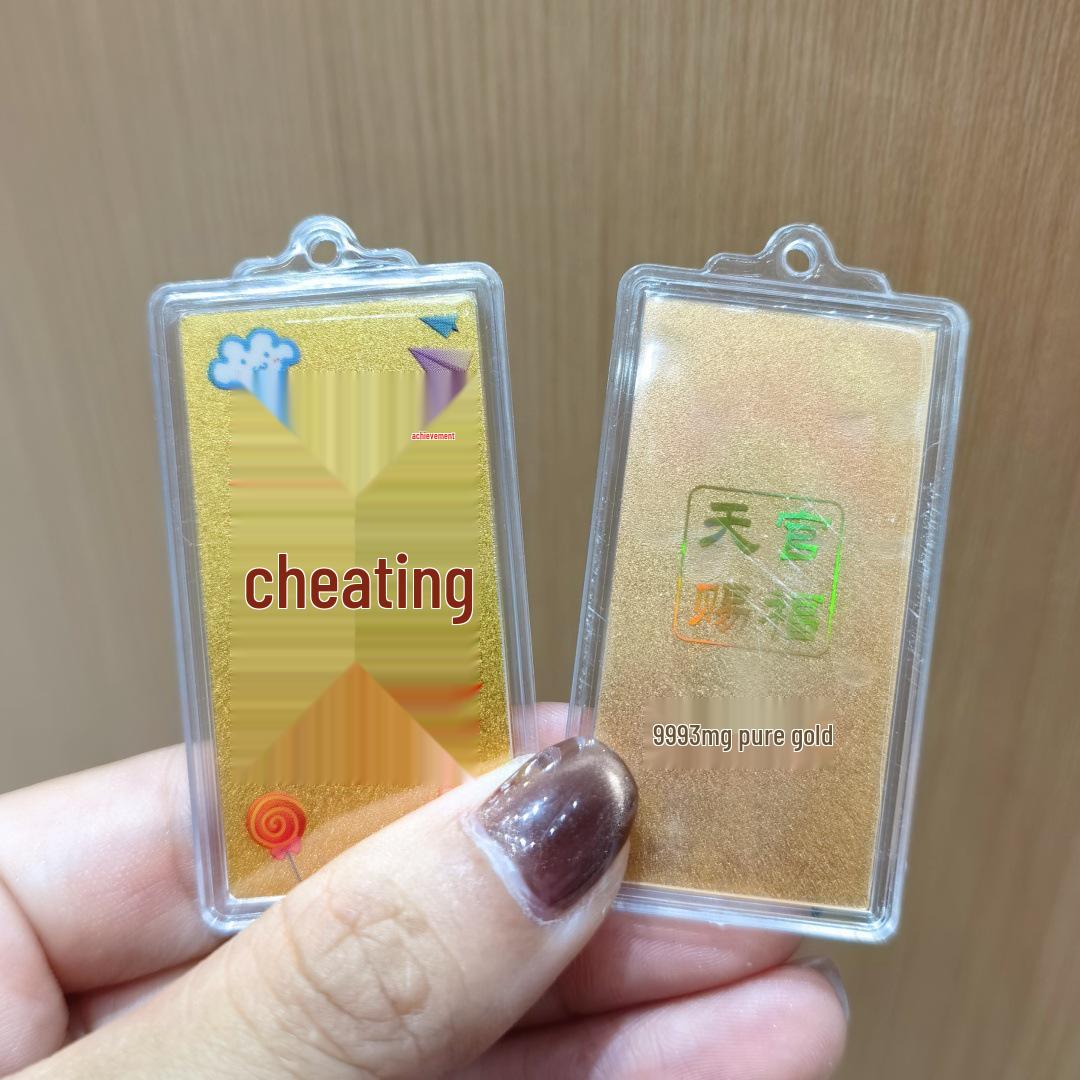 achievement
cheating
天官
赐福
9993mg pure gold